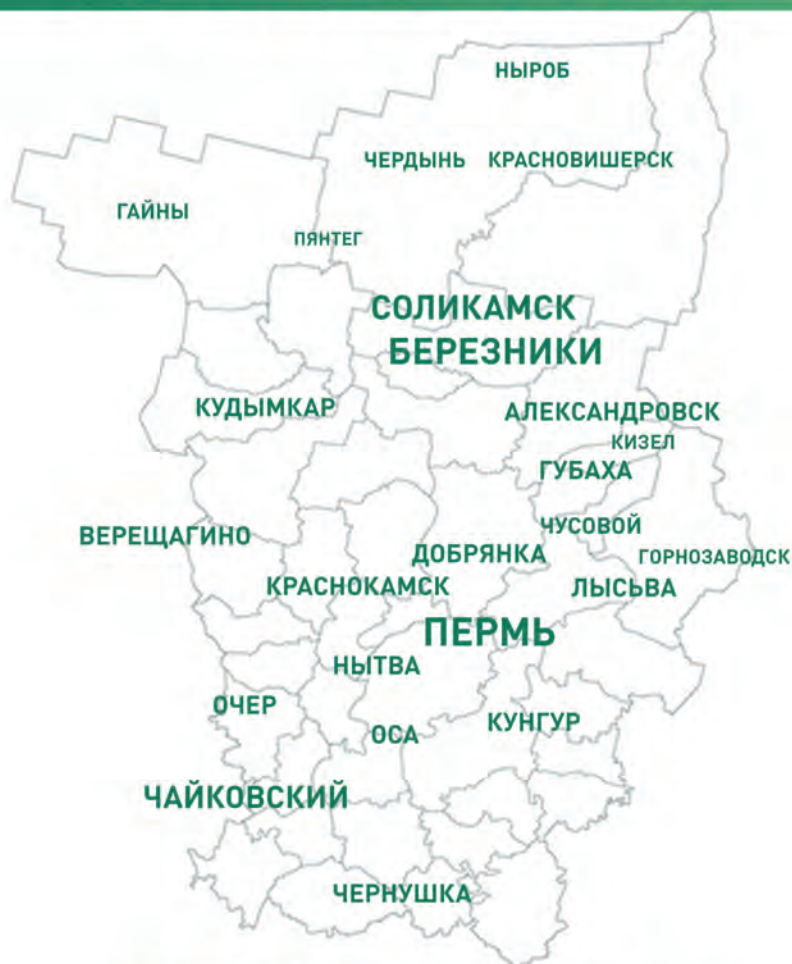 НЫРОБ
ЧЕРДЫНЬ КРАСНОВИШЕРСК
ГАЙНЫ
ПЯНТЕГ
СОЛИКАМСК
БЕРЕЗНИКИ
КУДЫМКАР
АЛЕКСАНДРОВСК
КИЗЕЛ
ГУБАХА
ЧУСОВОЙ
ВЕРЕЩАГИНО
ДОБРЯНКА
ГОРНОЗАВОДСК
КРАСНОКАМСК
ЛЫСЬВА
ПЕРМЬ
НЫТВА
ОЧЕР
КУНГУР
ОСА
ЧАЙКОВСКИЙ
ЧЕРНУШКА